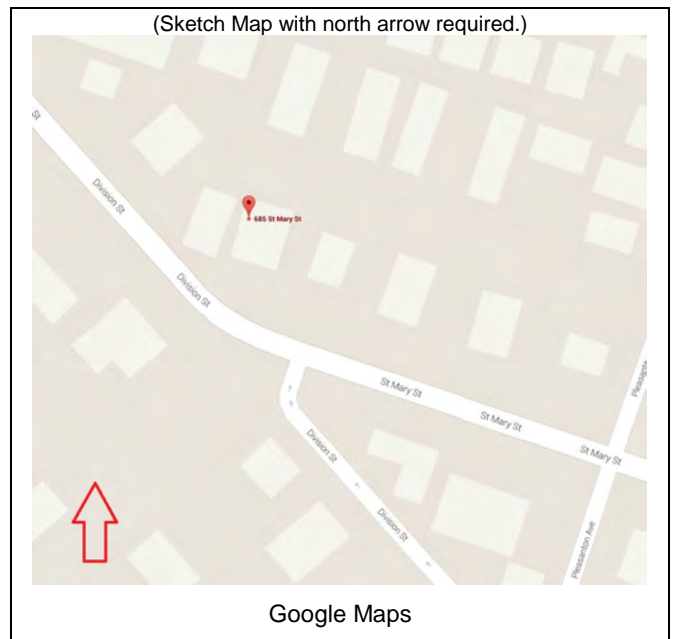 (Sketch Map with north arrow required.)
St
Division St
685 St Mary St
Division St
St Mary St
St Mary St
St Mary St
Pleasanto
Division St
Division St
Pleasanton Ave
Google Maps